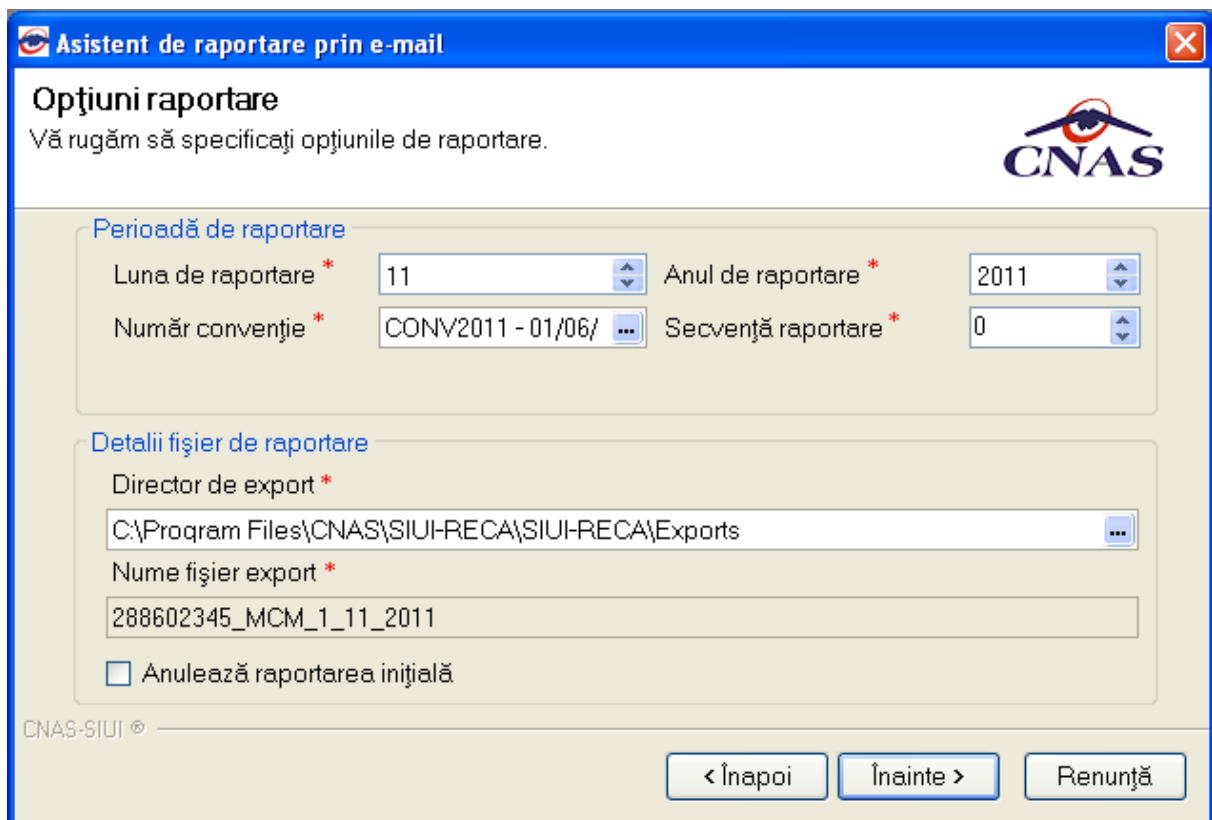 Asistent de raportare prin e-mail
Opţiuni raportare
Vă rugăm să specificaţi opţiunile de raportare.
CNAS
Perioadă de raportare
Luna de raportare * 11 Anul de raportare * 2011
Număr convenţie * CONV2011 - 01/06/ ... Secvenţă raportare * 0
Detalii fişier de raportare
Director de export *
C:\Program Files\CNAS\SIUI-RECA\SIUI-RECA\Exports ...
Nume fişier export *
288602345_MCM_1_11_2011
Anulează raportarea iniţială
CNAS-SIUI ®
< Înapoi Înainte > Renunţă